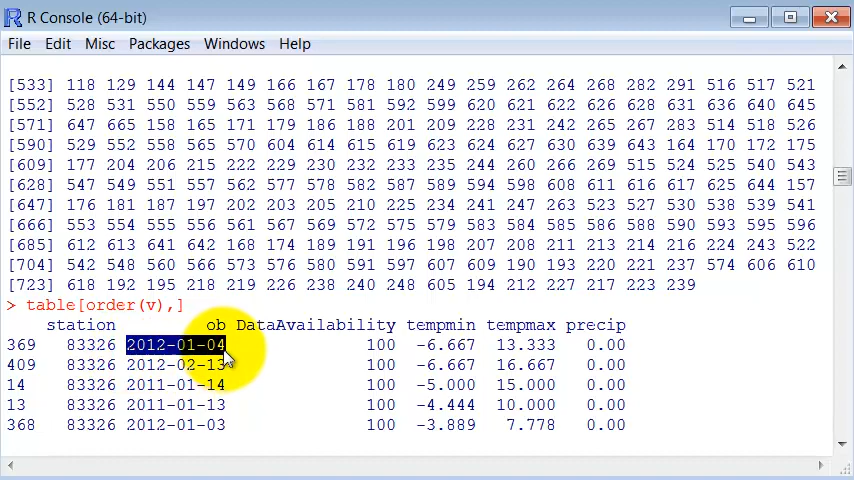 R Console (64-bit)
File Edit Misc Packages Windows Help
[533] 118 129 144 147 149 166 167 178 180 249 259 262 264 268 282 291 516 517 521
[552] 528 531 550 559 563 568 571 581 592 599 620 621 622 626 628 631 636 640 645
[571] 647 665 158 165 171 179 186 188 201 209 228 231 242 265 267 283 514 518 526
[590] 529 552 558 565 570 604 614 615 619 623 624 627 630 639 643 164 170 172 175
[609] 177 204 206 215 222 229 230 232 233 235 244 260 266 269 515 524 525 540 543
[628] 547 549 551 557 562 577 578 582 587 589 594 598 608 611 616 617 625 644 157
[647] 176 181 187 197 202 203 205 210 225 234 241 247 263 523 527 530 538 539 541
[666] 553 554 555 556 561 567 569 572 575 579 583 584 585 586 588 590 593 595 596
[685] 612 613 641 642 168 174 189 191 196 198 207 208 211 213 214 216 224 243 522
[704] 542 548 560 566 573 576 580 591 597 607 609 190 193 220 221 237 574 606 610
[723] 618 192 195 218 219 226 238 240 248 605 194 212 227 217 223 239
> table[order(v),]
station ob DataAvailability tempmin tempmax precip
369 83326 2012-01-04 100 -6.667 13.333 0.00
409 83326 2012-02-13 100 -6.667 16.667 0.00
14 83326 2011-01-14 100 -5.000 15.000 0.00
13 83326 2011-01-13 100 -4.444 10.000 0.00
368 83326 2012-01-03 100 -3.889 7.778 0.00